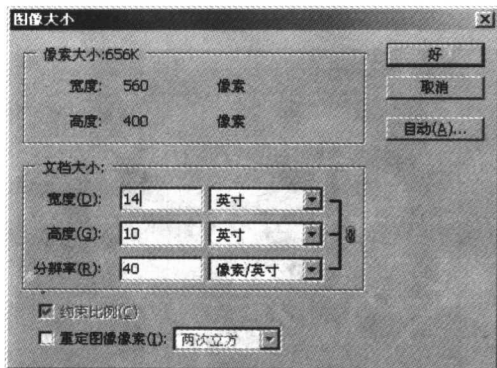 图像大小
像素大小:656K
好
宽度: 560 像素
取消
高度: 400 像素
自动(A)...
文档大小:
宽度(D): 14 英寸
高度(G): 10 英寸
分辨率(R): 40 像素/英寸
约束比例(C)
重定图像像素(I): 两次立方